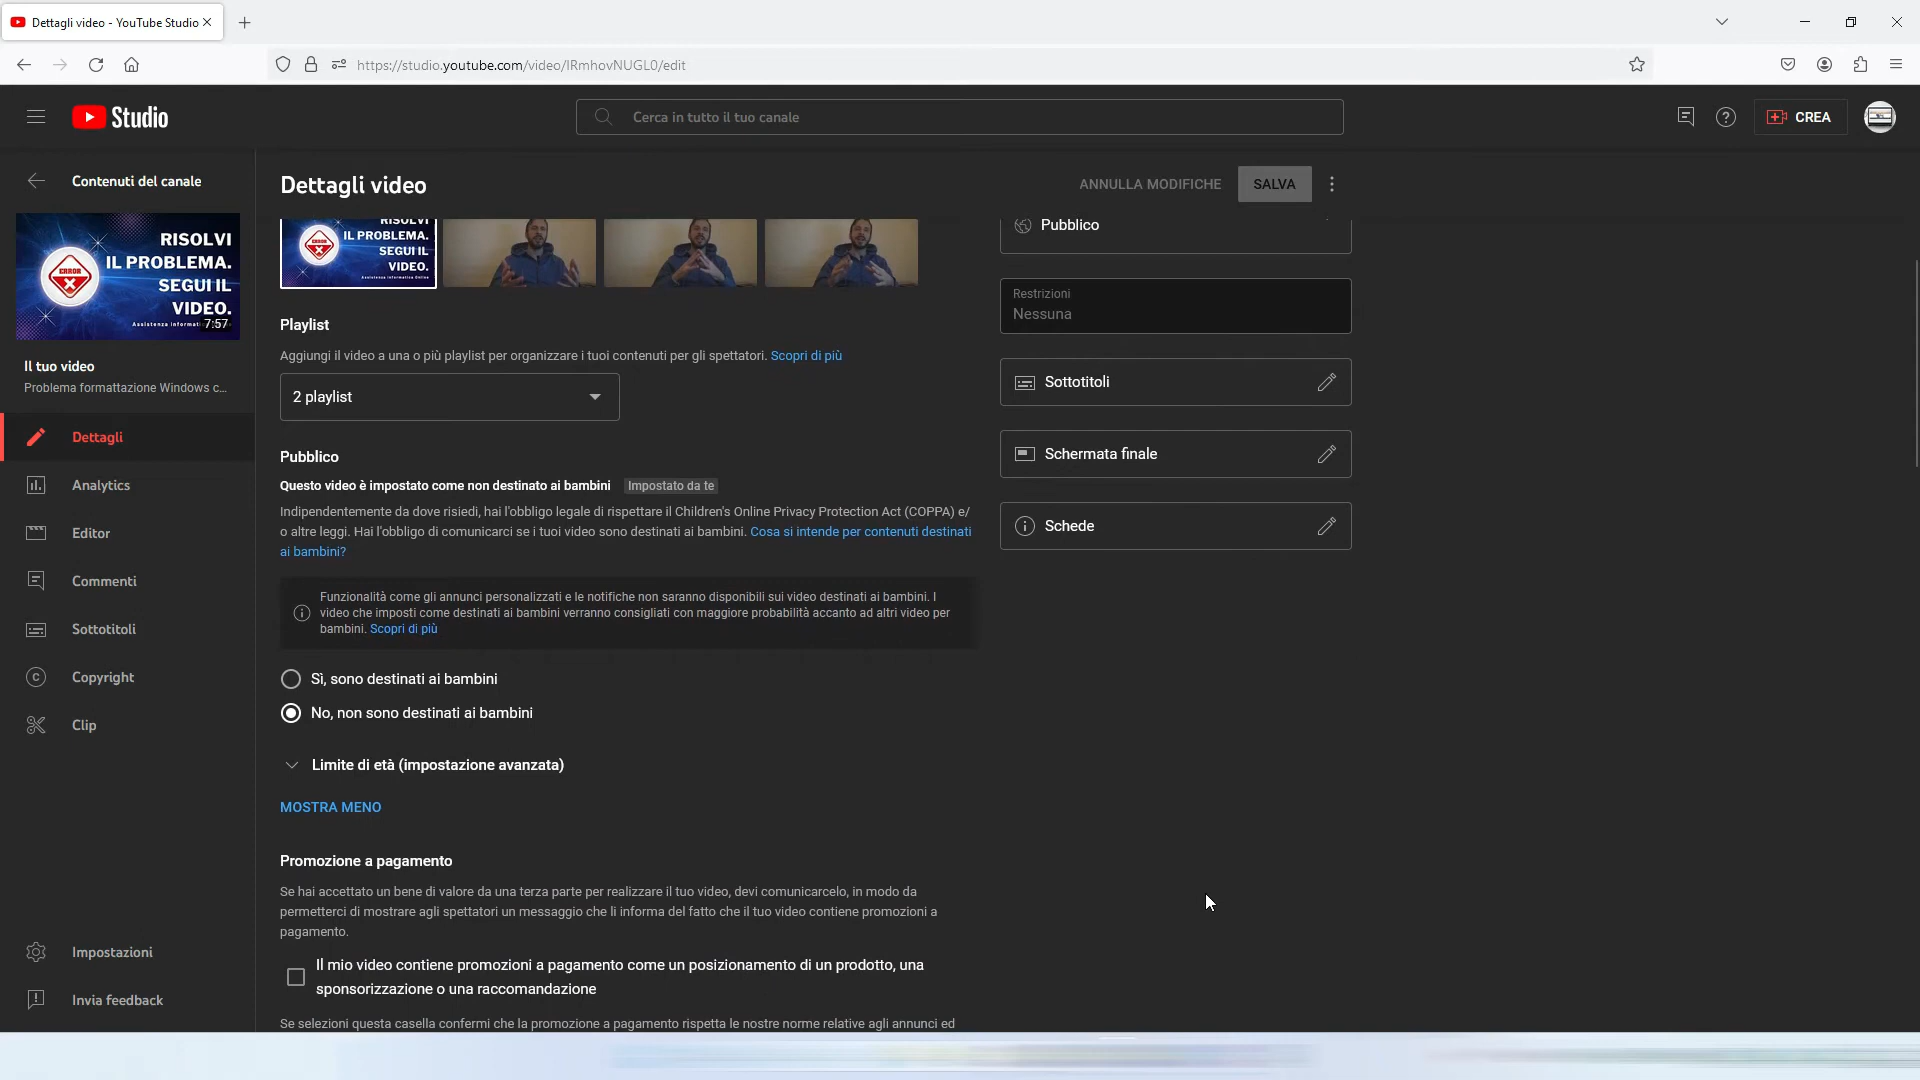 Dettagli video - YouTube Studio
https://studio.youtube.com/video/IRmhovNUGL0/edit
Studio
Cerca in tutto il tuo canale
CREA
Contenuti del canale
RISOLVI
IL PROBLEMA.
SEGUI IL
VIDEO.
ERROR
7:57
Il tuo video
Problema formattazione Windows c...
Dettagli
Analytics
Editor
Commenti
Sottotitoli
Copyright
Clip
Impostazioni
Invia feedback
Dettagli video
ANNULLA MODIFICHE
SALVA
RISOLVI
IL PROBLEMA.
SEGUI IL
VIDEO.
ERROR
Assistenza Informatica Online
Playlist
Aggiungi il video a una o più playlist per organizzare i tuoi contenuti per gli spettatori. Scopri di più
2 playlist
Pubblico
Questo video è impostato come non destinato ai bambini Impostato da te
Indipendentemente da dove risiedi, hai l'obbligo legale di rispettare il Children's Online Privacy Protection Act (COPPA) e/
o altre leggi. Hai l'obbligo di comunicarci se i tuoi video sono destinati ai bambini. Cosa si intende per contenuti destinati
ai bambini?
Funzionalità come gli annunci personalizzati e le notifiche non saranno disponibili sui video destinati ai bambini. I
video che imposti come destinati ai bambini verranno consigliati con maggiore probabilità accanto ad altri video per
bambini. Scopri di più
Sì, sono destinati ai bambini
No, non sono destinati ai bambini
Limite di età (impostazione avanzata)
MOSTRA MENO
Promozione a pagamento
Se hai accettato un bene di valore da una terza parte per realizzare il tuo video, devi comunicarcelo, in modo da
permetterci di mostrare agli spettatori un messaggio che li informa del fatto che il tuo video contiene promozioni a
pagamento.
Il mio video contiene promozioni a pagamento come un posizionamento di un prodotto, una
sponsorizzazione o una raccomandazione
Se selezioni questa casella confermi che la promozione a pagamento rispetta le nostre norme relative agli annunci ed
Pubblico
Restrizioni
Nessuna
Sottotitoli
Schermata finale
Schede